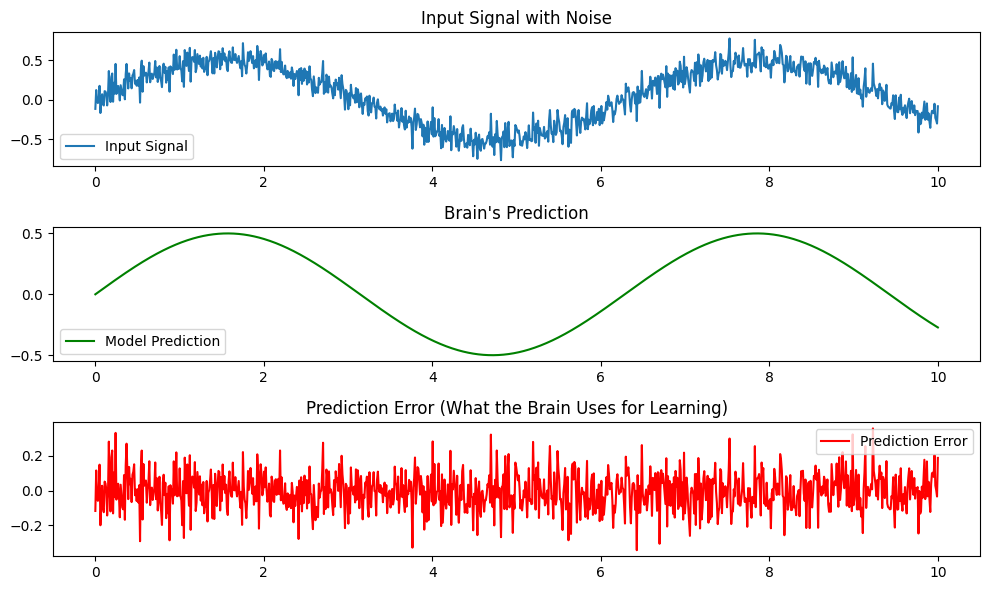 Input Signal with Noise
0.5
0.0
−0.5
Input Signal
0 2 4 6 8 10
Brain's Prediction
0.5
0.0
−0.5
Model Prediction
0 2 4 6 8 10
Prediction Error (What the Brain Uses for Learning)
Prediction Error
0.2
0.0
−0.2
0 2 4 6 8 10